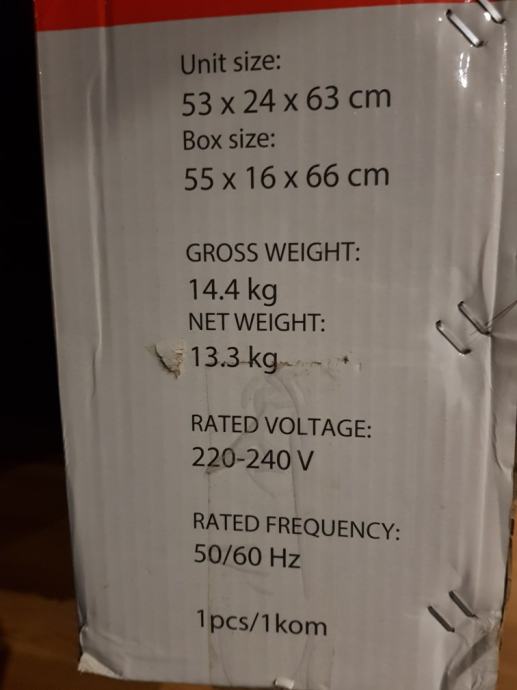 Unit size:
53 x 24 x 63 cm
Box size:
55 x 16 x 66 cm
GROSS WEIGHT:
14.4 kg
NET WEIGHT:
13.3 kg
RATED VOLTAGE:
220-240 V
RATED FREQUENCY:
50/60 Hz
1pcs/1kom